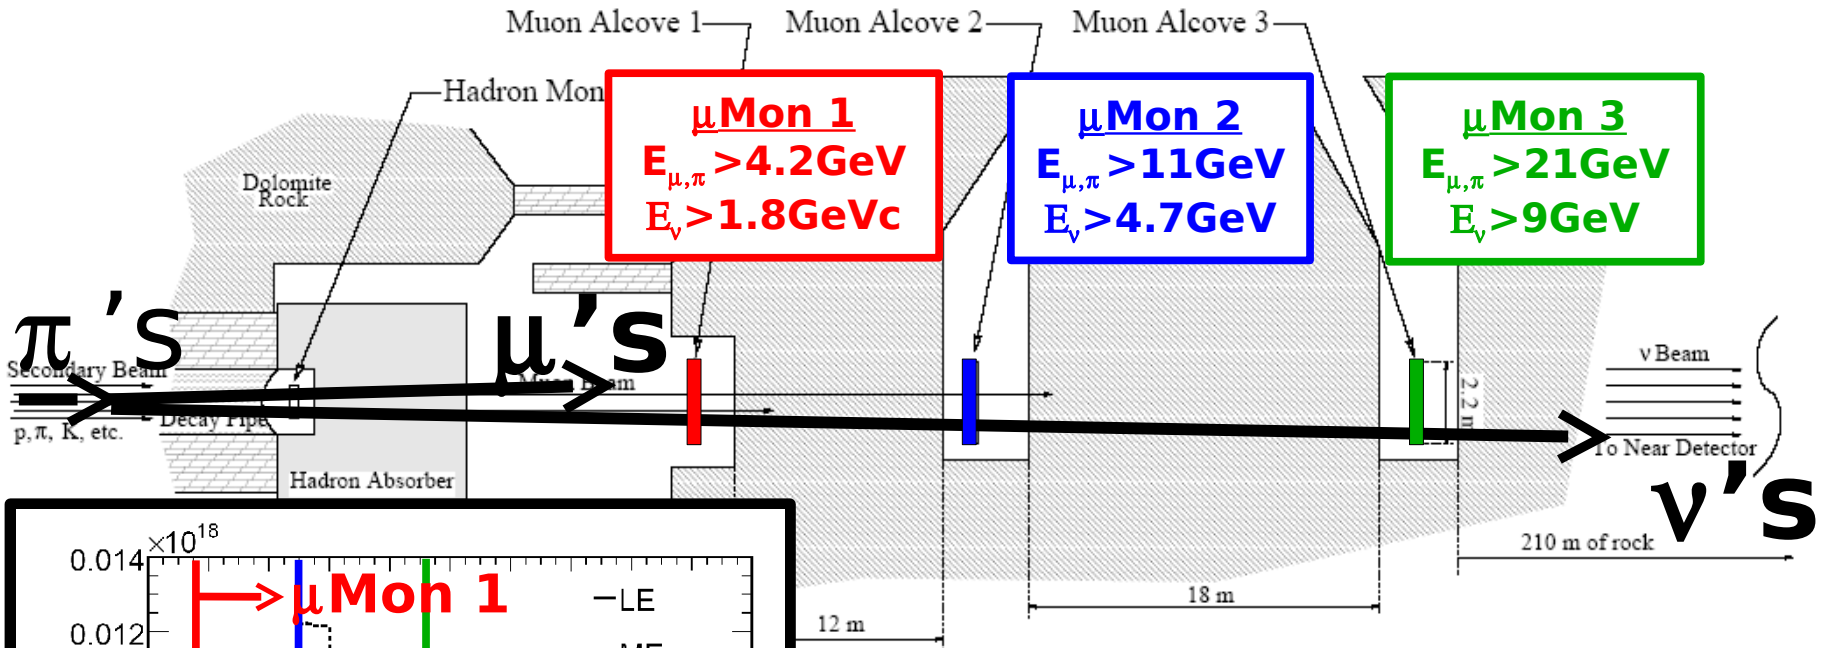 Muon Alcove 1
Muon Alcove 2
Muon Alcove 3
Hadron Mon
μMon 1
Eμ,π >4.2GeV
Eν>1.8GeVc
μMon 2
Eμ,π >11GeV
Eν>4.7GeV
μMon 3
Eμ,π >21GeV
Eν>9GeV
Dolomite
Rock
π 's
μ's
Secondary Beam
Muon Beam
Decay Pipe
p,π, K, etc.
Hadron Absorber
2.2 m
ν Beam
To Near Detector
ν's
210 m of rock
18 m
12 m
×10¹⁸
0.014
μMon 1
LE
0.012
ME